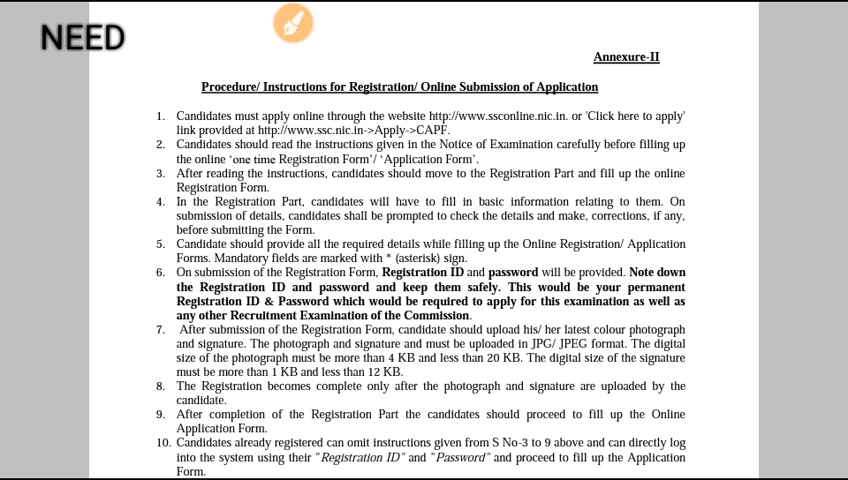 NEED
Annexure-II
Procedure/ Instructions for Registration/ Online Submission of Application
1. Candidates must apply online through the website http://www.ssconline.nic.in. or 'Click here to apply'
link provided at http://www.ssc.nic.in->Apply->CAPF.
2. Candidates should read the instructions given in the Notice of Examination carefully before filling up
the online ‘one time Registration Form’/ ‘Application Form’.
3. After reading the instructions, candidates should move to the Registration Part and fill up the online
Registration Form.
4. In the Registration Part, candidates will have to fill in basic information relating to them. On
submission of details, candidates shall be prompted to check the details and make, corrections, if any,
before submitting the Form.
5. Candidate should provide all the required details while filling up the Online Registration/ Application
Forms. Mandatory fields are marked with * (asterisk) sign.
6. On submission of the Registration Form, Registration ID and password will be provided. Note down
the Registration ID and password and keep them safely. This would be your permanent
Registration ID & Password which would be required to apply for this examination as well as
any other Recruitment Examination of the Commission.
7. After submission of the Registration Form, candidate should upload his/ her latest colour photograph
and signature. The photograph and signature and must be uploaded in JPG/ JPEG format. The digital
size of the photograph must be more than 4 KB and less than 20 KB. The digital size of the signature
must be more than 1 KB and less than 12 KB.
8. The Registration becomes complete only after the photograph and signature are uploaded by the
candidate.
9. After completion of the Registration Part the candidates should proceed to fill up the Online
Application Form.
10. Candidates already registered can omit instructions given from S No-3 to 9 above and can directly log
into the system using their "Registration ID" and "Password" and proceed to fill up the Application
Form.